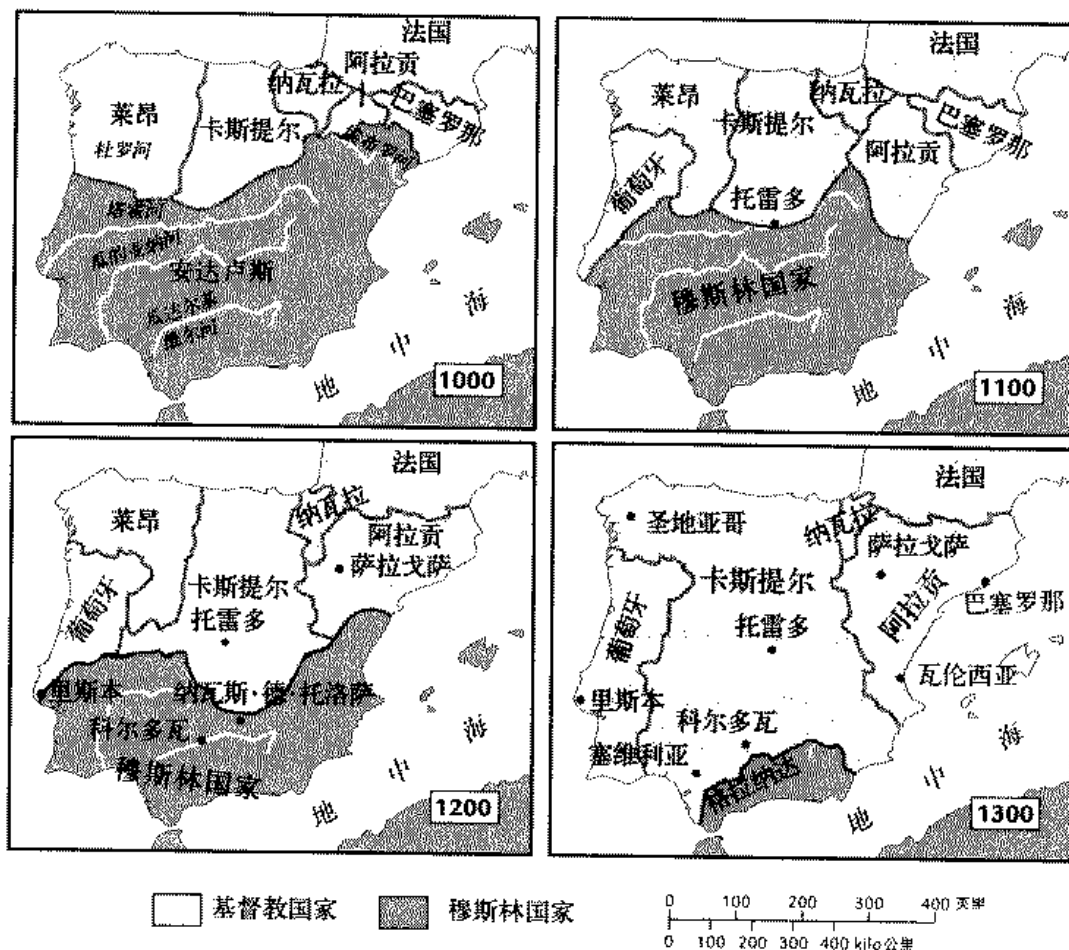 法国
阿拉贡
纳瓦拉
巴塞罗那
莱昂
卡斯提尔
杜罗河
埃布罗河
塔霍河
安达卢斯
地中海
1000
法国
莱昂
纳瓦拉
卡斯提尔
巴塞罗那
阿拉贡
葡萄牙
托雷多
穆斯林国家
地中海
1100
法国
纳瓦拉
莱昂
阿拉贡
萨拉戈萨
卡斯提尔
葡萄牙
托雷多
里斯本
纳瓦斯·德·托洛萨
科尔多瓦
穆斯林国家
地中海
1200
法国
圣地亚哥
纳瓦拉
萨拉戈萨
卡斯提尔
阿拉贡
巴塞罗那
葡萄牙
托雷多
瓦伦西亚
里斯本
科尔多瓦
塞维利亚
格拉纳达
地中海
1300
基督教国家
穆斯林国家
0 100 200 300 400 英里
0 100 200 300 400 kilo公里